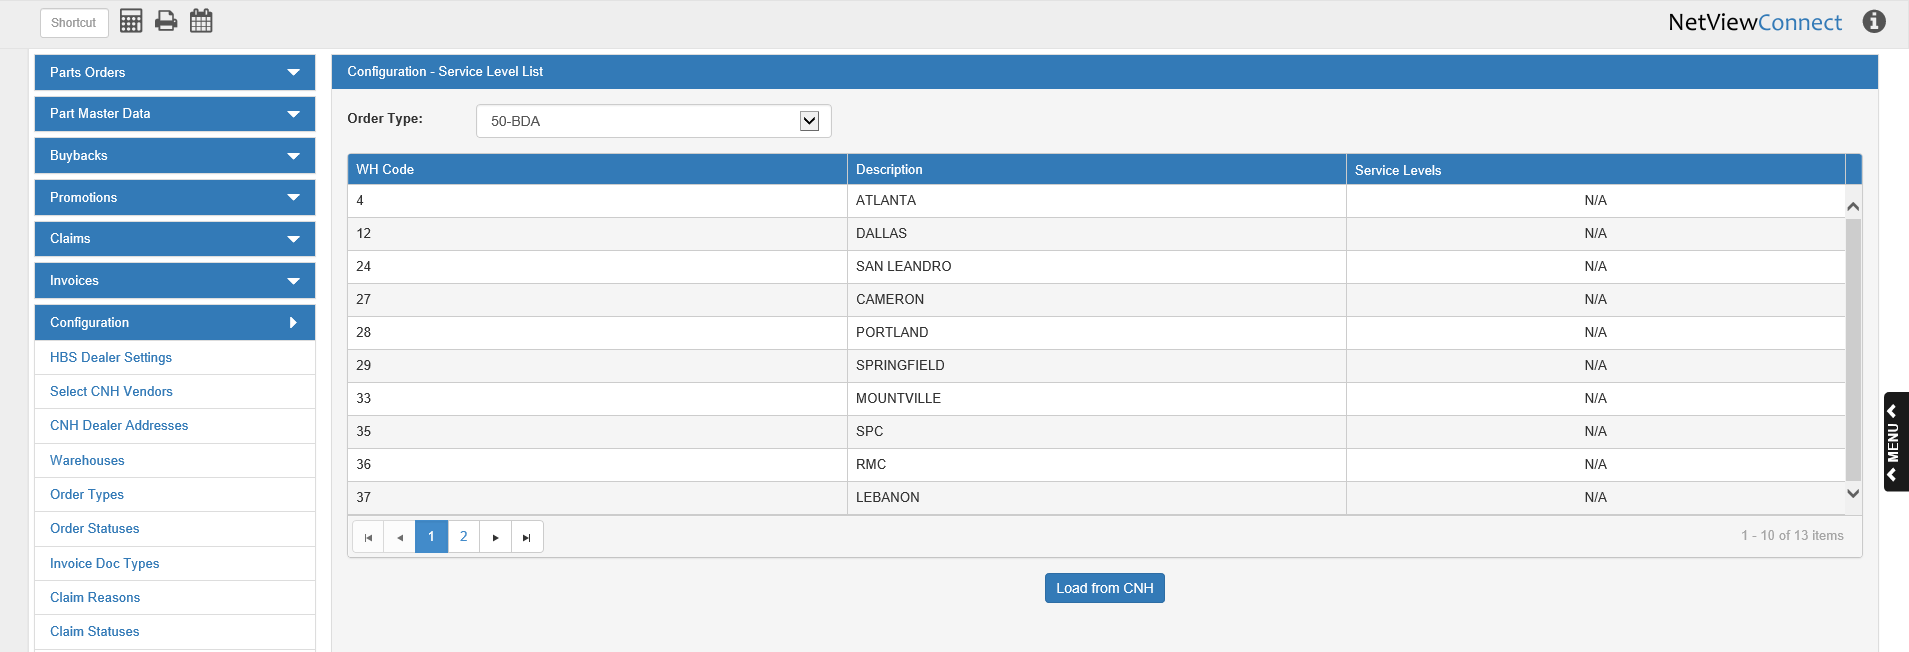 Shortcut
NetViewConnect
Parts Orders
Part Master Data
Buybacks
Promotions
Claims
Invoices
Configuration
HBS Dealer Settings
Select CNH Vendors
CNH Dealer Addresses
Warehouses
Order Types
Order Statuses
Invoice Doc Types
Claim Reasons
Claim Statuses
Configuration - Service Level List
Order Type: 50-BDA
WH Code Description Service Levels
4 ATLANTA N/A
12 DALLAS N/A
24 SAN LEANDRO N/A
27 CAMERON N/A
28 PORTLAND N/A
29 SPRINGFIELD N/A
33 MOUNTVILLE N/A
35 SPC N/A
36 RMC N/A
37 LEBANON N/A
1 2 1 - 10 of 13 items
Load from CNH
MENU